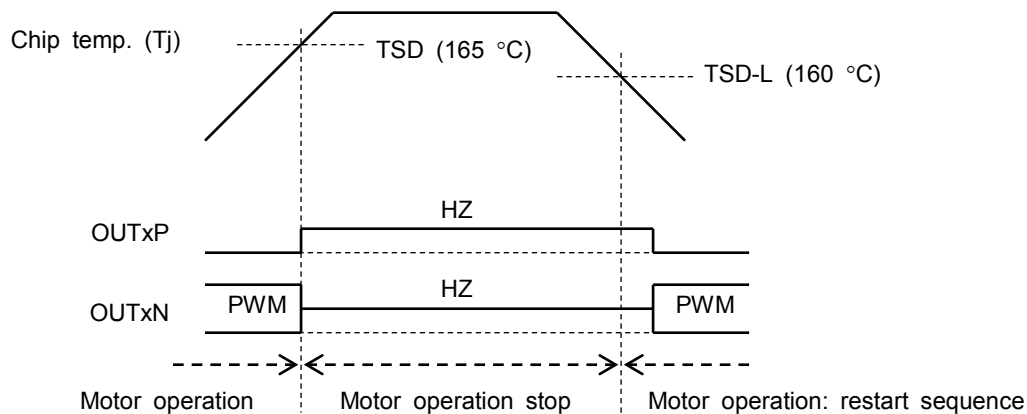 Chip temp. (Tj)
TSD (165 °C)
TSD-L (160 °C)
HZ
OUTxP
HZ
OUTxN
PWM
PWM
Motor operation
Motor operation stop
Motor operation: restart sequence